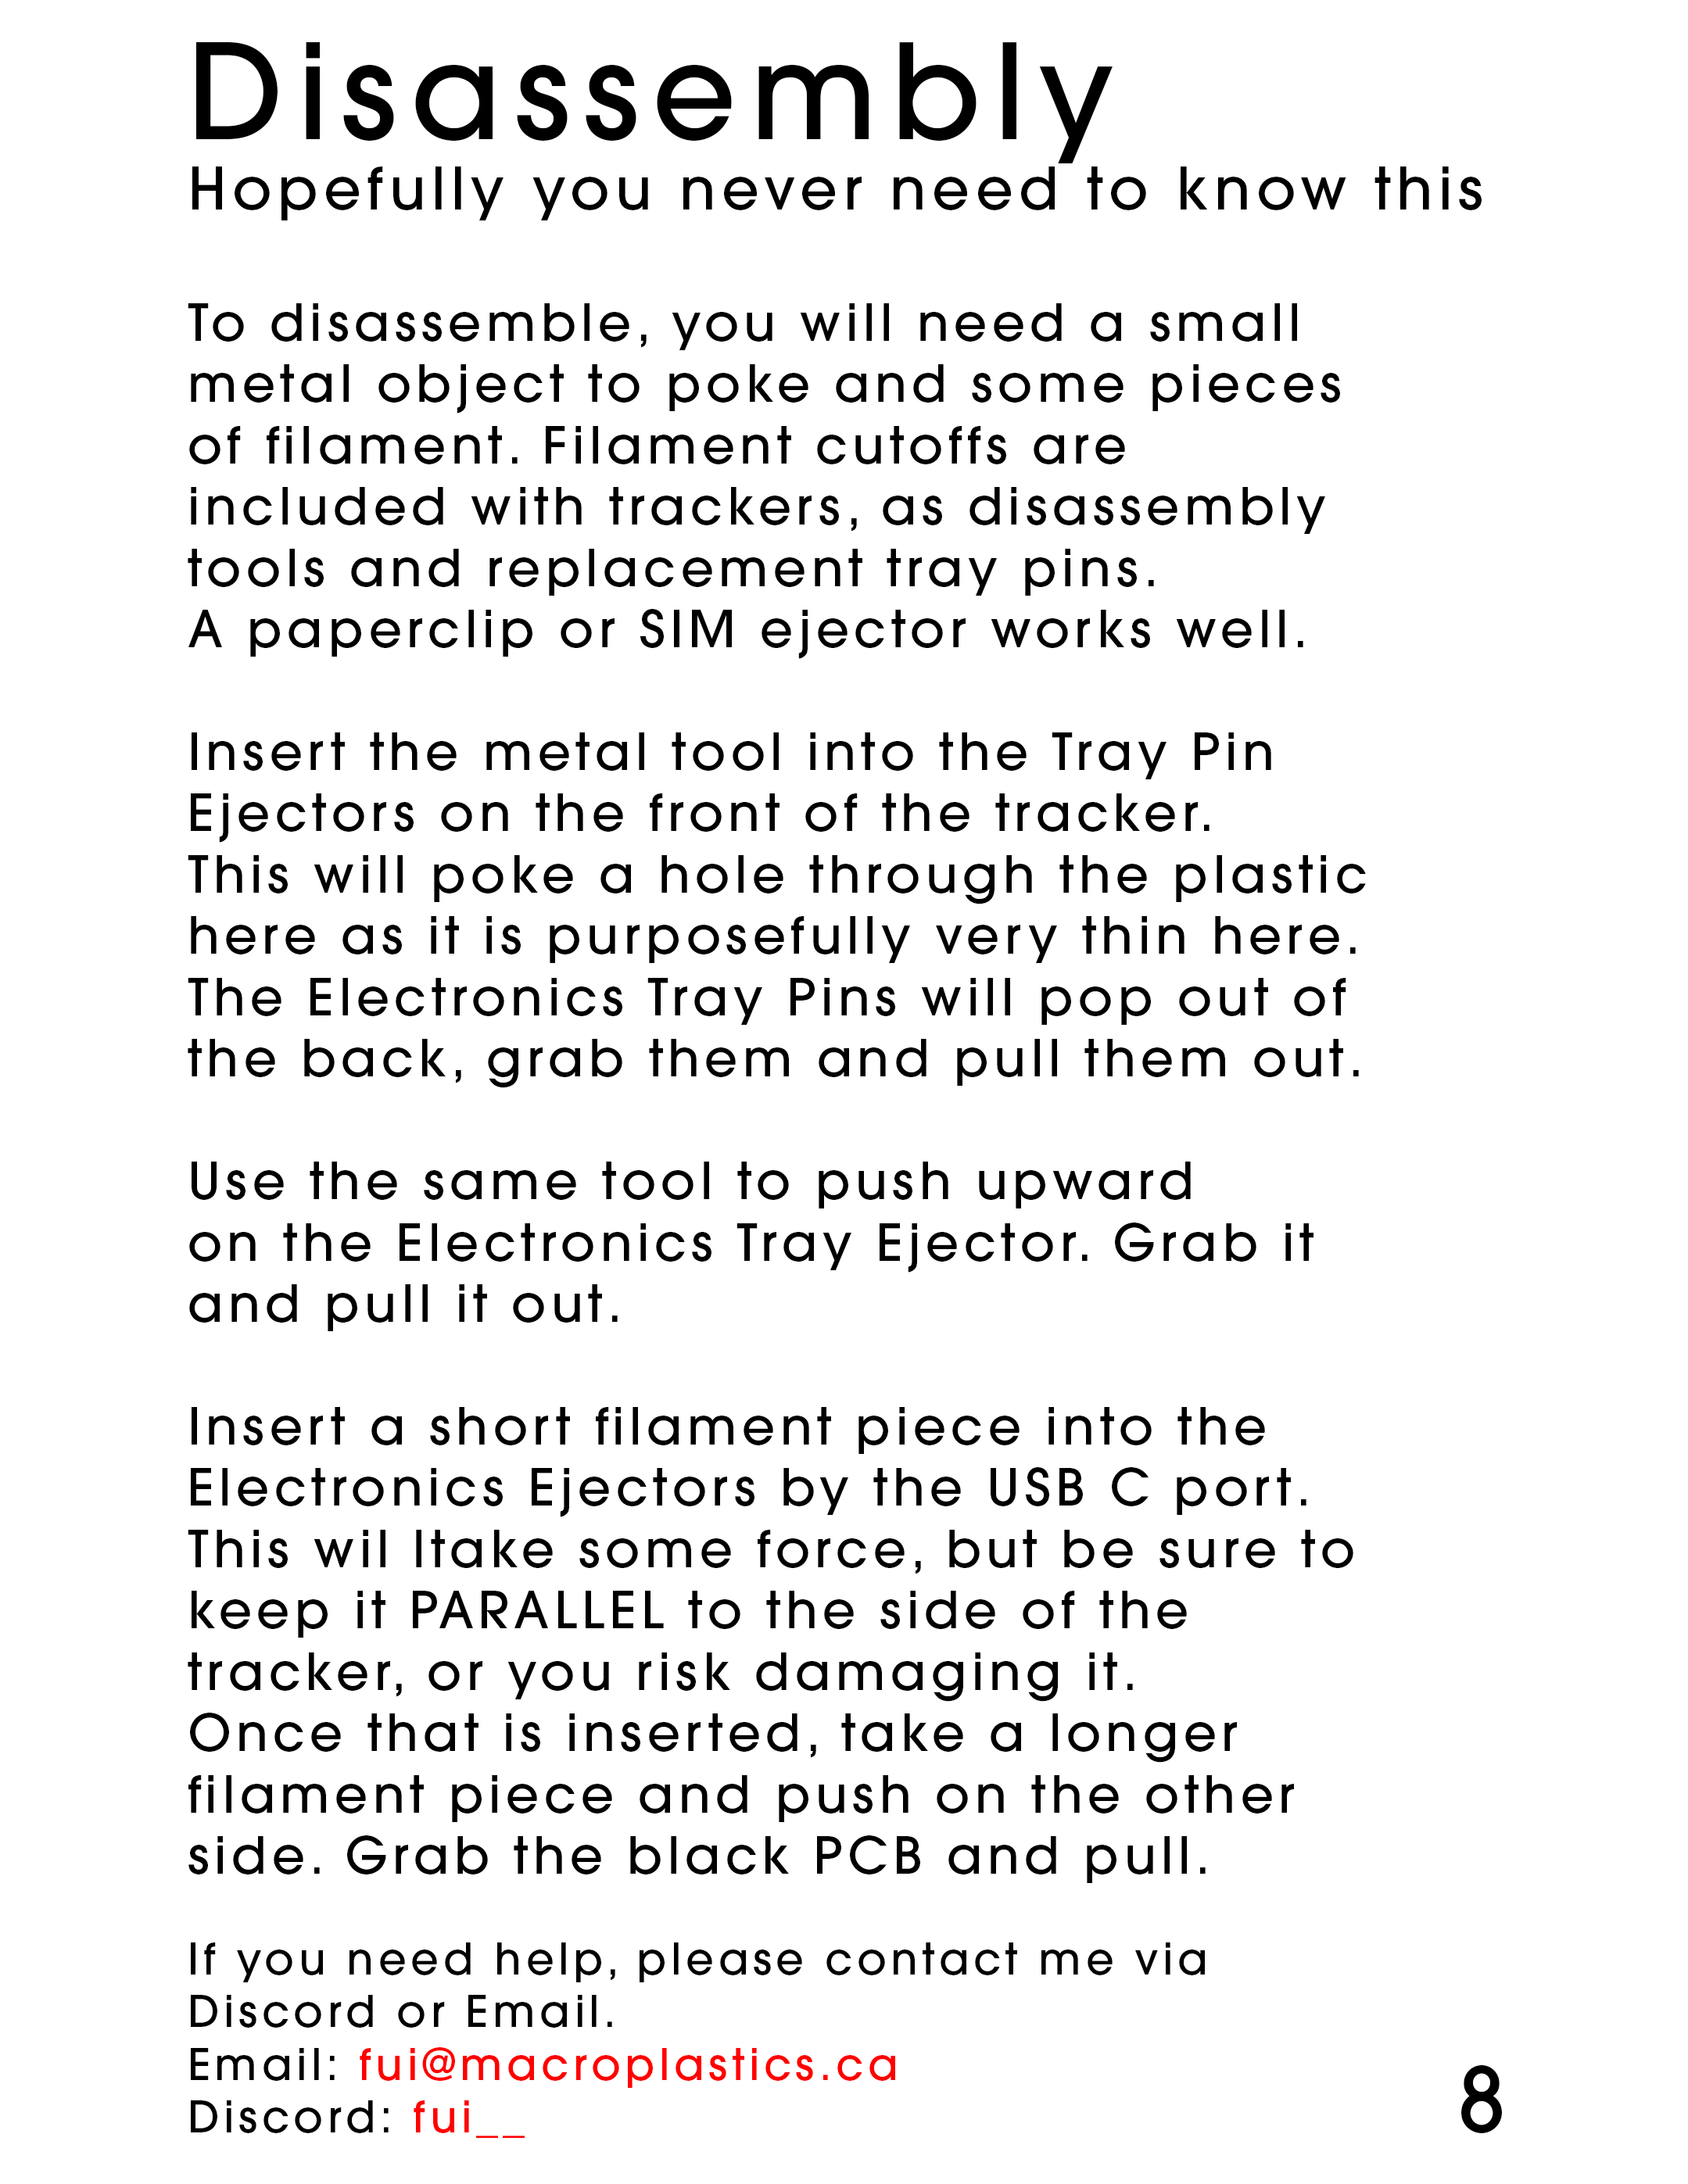 Disassembly
Hopefully you never need to know this
To disassemble, you will need a small
metal object to poke and some pieces
of filament. Filament cutoffs are
included with trackers, as disassembly
tools and replacement tray pins.
A paperclip or SIM ejector works well.
Insert the metal tool into the Tray Pin
Ejectors on the front of the tracker.
This will poke a hole through the plastic
here as it is purposefully very thin here.
The Electronics Tray Pins will pop out of
the back, grab them and pull them out.
Use the same tool to push upward
on the Electronics Tray Ejector. Grab it
and pull it out.
Insert a short filament piece into the
Electronics Ejectors by the USB C port.
This wil ltake some force, but be sure to
keep it PARALLEL to the side of the
tracker, or you risk damaging it.
Once that is inserted, take a longer
filament piece and push on the other
side. Grab the black PCB and pull.
If you need help, please contact me via
Discord or Email.
Email: fui@macroplastics.ca
Discord: fui__
8